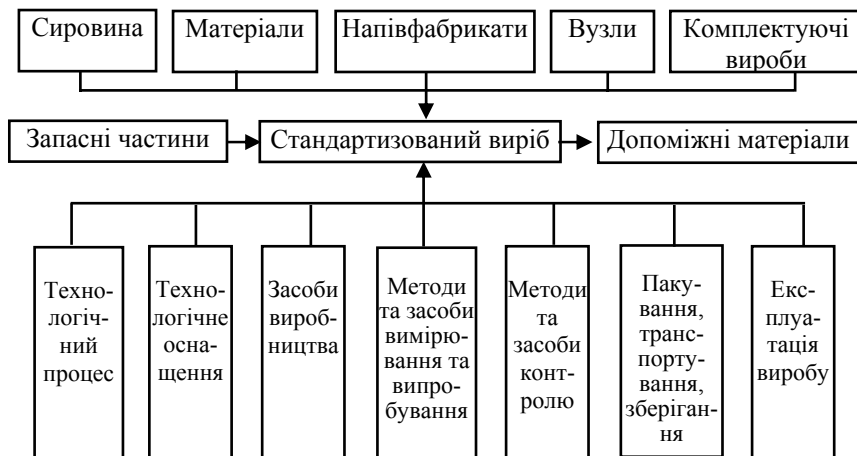 Сировина
Матеріали
Напівфабрикати
Вузли
Комплектуючі
вироби
Запасні частини
Стандартизований виріб
Допоміжні матеріали
Техно-
логіч-
ний
процес
Техно-
логічне
осна-
щення
Засоби
вироб-
ництва
Методи
та засоби
вимірю-
вання та
випро-
бування
Методи
та
засоби
конт-
ролю
Паку-
вання,
транс-
порту-
вання,
зберіган-
ня
Екс-
плуа-
тація
виробу